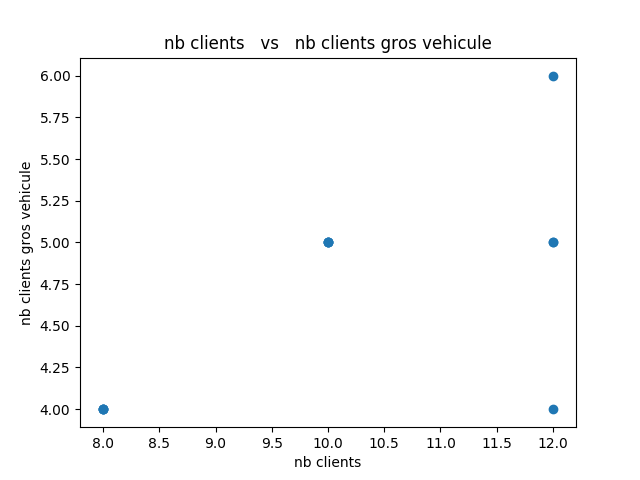 nb clients   vs   nb clients gros vehicule
6.00
5.75
5.50
5.25
5.00
4.75
4.50
4.25
4.00
nb clients gros vehicule
8.0 8.5 9.0 9.5 10.0 10.5 11.0 11.5 12.0
nb clients